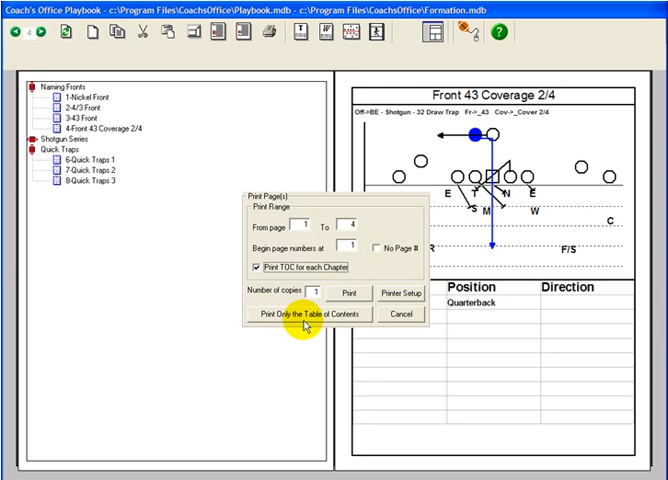 Coach's Office Playbook - c:\Program Files\CoachsOffice\Playbook.mdb - c:\Program Files\CoachsOffice\Formation.mdb
4
T
W
?
Naming Fronts
1-Nickel Front
2-4/3 Front
3-43 Front
4-Front 43 Coverage 2/4
Shotgun Series
Quick Traps
6-Quick Traps 1
7-Quick Traps 2
8-Quick Traps 3
Front 43 Coverage 2/4
Off->BE - Shotgun - 32 Draw Trap Fr->_43 Cov->_Cover 2/4
E T N E
S M W
C
R F/S
Print Page(s)
Print Range
From page 1 To 4
Begin page numbers at 1 No Page #
Print TOC for each Chapter
Number of copies 1 Print Printer Setup
Print Only the Table of Contents Cancel
Position Direction
Quarterback